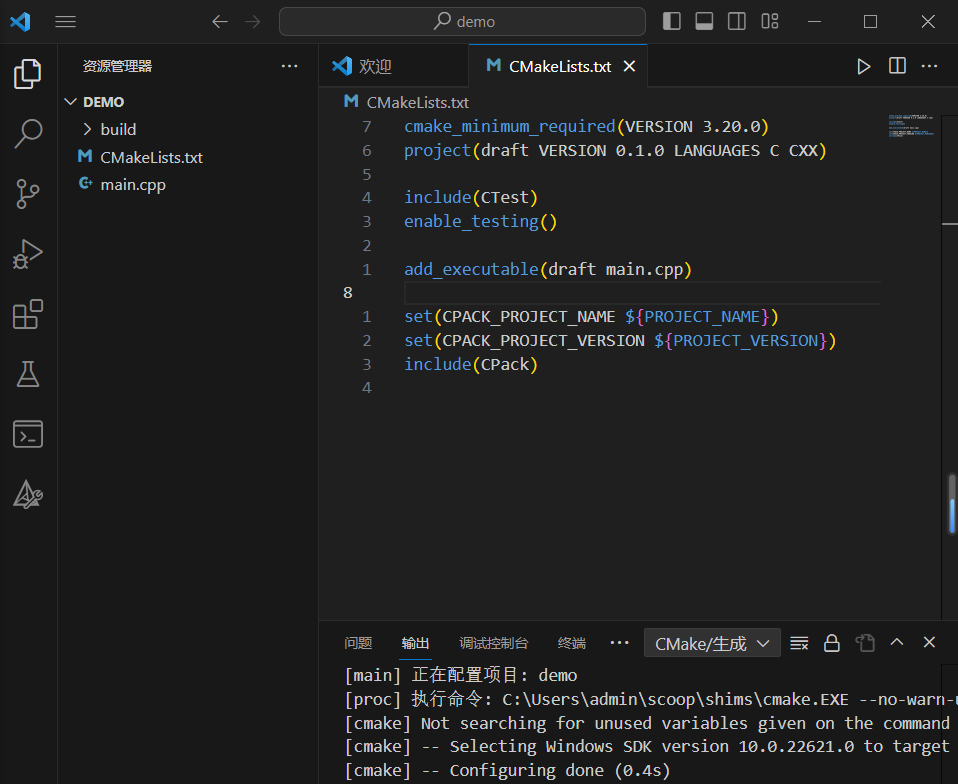 demo
资源管理器
DEMO
build
CMakeLists.txt
main.cpp
欢迎
CMakeLists.txt
CMakeLists.txt
7 cmake_minimum_required(VERSION 3.20.0)
6 project(draft VERSION 0.1.0 LANGUAGES C CXX)
5
4 include(CTest)
3 enable_testing()
2
1 add_executable(draft main.cpp)
8
1 set(CPACK_PROJECT_NAME ${PROJECT_NAME})
2 set(CPACK_PROJECT_VERSION ${PROJECT_VERSION})
3 include(CPack)
4
问题 输出 调试控制台 终端 CMake/生成
[main] 正在配置项目: demo
[proc] 执行命令: C:\Users\admin\scoop\shims\cmake.EXE --no-warn-
[cmake] Not searching for unused variables given on the command
[cmake] -- Selecting Windows SDK version 10.0.22621.0 to target
[cmake] -- Configuring done (0.4s)